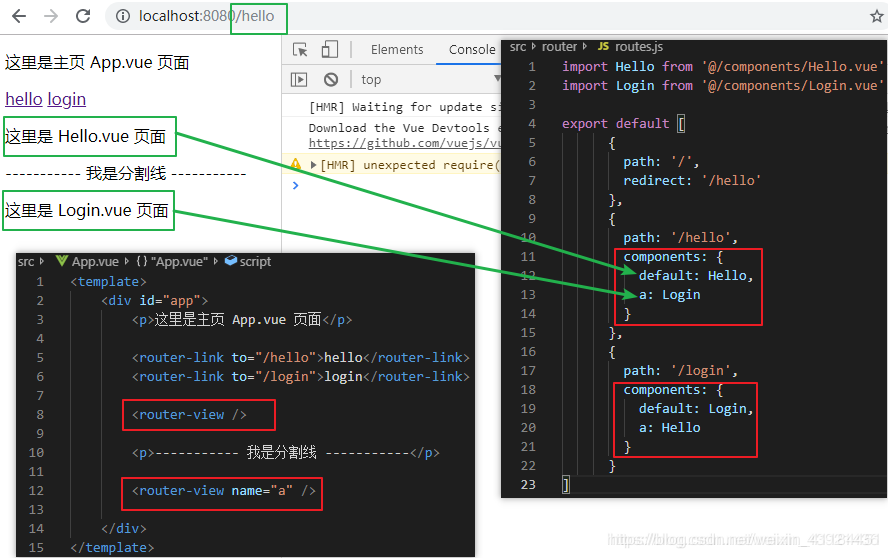 localhost:8080/hello
这里是主页 App.vue 页面
hello login
这里是 Hello.vue 页面
----------- 我是分割线 -----------
这里是 Login.vue 页面
Elements Console
top
[HMR] Waiting for update si
Download the Vue Devtools e
https://github.com/vuejs/vu
[HMR] unexpected require(
src > App.vue > {} "App.vue" > script
1 <template>
2 <div id="app">
3 <p>这里是主页 App.vue 页面</p>
4
5 <router-link to="/hello">hello</router-link>
6 <router-link to="/login">login</router-link>
7
8 <router-view />
9
10 <p>----------- 我是分割线 -----------</p>
11
12 <router-view name="a" />
13
14 </div>
15 </template>
src > router > JS routes.js
1 import Hello from '@/components/Hello.vue'
2 import Login from '@/components/Login.vue'
3
4 export default [
5 {
6 path: '/',
7 redirect: '/hello'
8 },
9 {
10 path: '/hello',
11 components: {
12 default: Hello,
13 a: Login
14 }
15 },
16 {
17 path: '/login',
18 components: {
19 default: Login,
20 a: Hello
21 }
22 }
23 ]